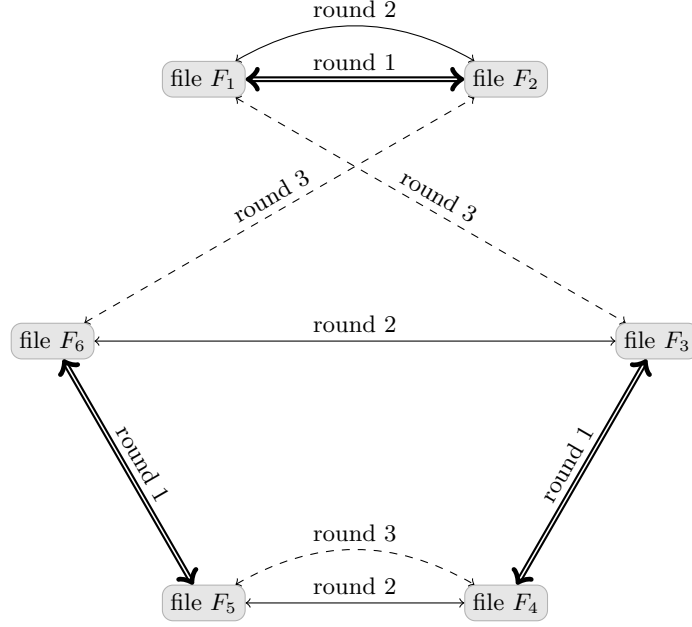 round 2
round 1
file F₁
file F₂
round 3
round 3
round 2
file F₆
file F₃
round 1
round 1
round 3
round 2
file F₅
file F₄